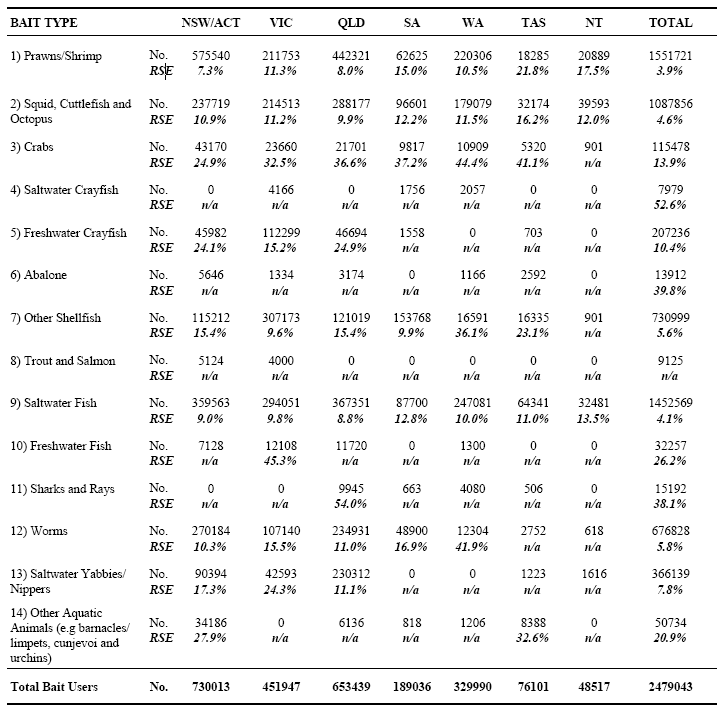 BAIT TYPE NSW/ACT VIC QLD SA WA TAS NT TOTAL
1) Prawns/Shrimp No. 575540 211753 442321 62625 220306 18285 20889 1551721
RSE 7.3% 11.3% 8.0% 15.0% 10.5% 21.8% 17.5% 3.9%
2) Squid, Cuttlefish and No. 237719 214513 288177 96601 179079 32174 39593 1087856
Octopus RSE 10.9% 11.2% 9.9% 12.2% 11.5% 16.2% 12.0% 4.6%
3) Crabs No. 43170 23660 21701 9817 10909 5320 901 115478
RSE 24.9% 32.5% 36.6% 37.2% 44.4% 41.1% n/a 13.9%
4) Saltwater Crayfish No. 0 4166 0 1756 2057 0 0 7979
RSE n/a n/a n/a n/a n/a n/a n/a 52.6%
5) Freshwater Crayfish No. 45982 112299 46694 1558 0 703 0 207236
RSE 24.1% 15.2% 24.9% n/a n/a n/a n/a 10.4%
6) Abalone No. 5646 1334 3174 0 1166 2592 0 13912
RSE n/a n/a n/a n/a n/a n/a n/a 39.8%
7) Other Shellfish No. 115212 307173 121019 153768 16591 16335 901 730999
RSE 15.4% 9.6% 15.4% 9.9% 36.1% 23.1% n/a 5.6%
8) Trout and Salmon No. 5124 4000 0 0 0 0 0 9125
RSE n/a n/a n/a n/a n/a n/a n/a n/a
9) Saltwater Fish No. 359563 294051 367351 87700 247081 64341 32481 1452569
RSE 9.0% 9.8% 8.8% 12.8% 10.0% 11.0% 13.5% 4.1%
10) Freshwater Fish No. 7128 12108 11720 0 1300 0 0 32257
RSE n/a 45.3% n/a n/a n/a n/a n/a 26.2%
11) Sharks and Rays No. 0 0 9945 663 4080 506 0 15192
RSE n/a n/a 54.0% n/a n/a n/a n/a 38.1%
12) Worms No. 270184 107140 234931 48900 12304 2752 618 676828
RSE 10.3% 15.5% 11.0% 16.9% 41.9% n/a n/a 5.8%
13) Saltwater Yabbies/ No. 90394 42593 230312 0 0 1223 1616 366139
Nippers RSE 17.3% 24.3% 11.1% n/a n/a n/a n/a 7.8%
14) Other Aquatic
Animals (e.g barnacles/ No. 34186 0 6136 818 1206 8388 0 50734
limpets, cunjevoi and RSE 27.9% n/a n/a n/a n/a 32.6% n/a 20.9%
urchins)
Total Bait Users No. 730013 451947 653439 189036 329990 76101 48517 2479043